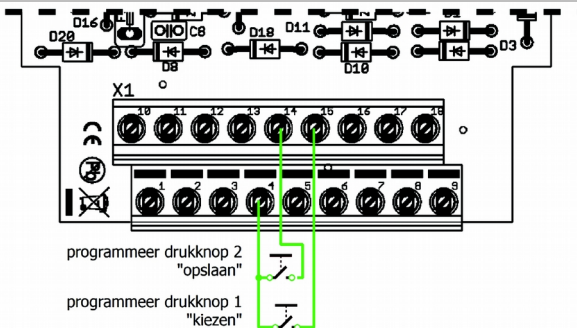 D16
C8
D20
D8
D18
D11
D10
D3
X1
10 11 12 13 14 15 16 17 18
CE
1 2 3 4 5 6 7 8 9
programmeer drukknop 2
"opslaan"
programmeer drukknop 1
"kiezen"